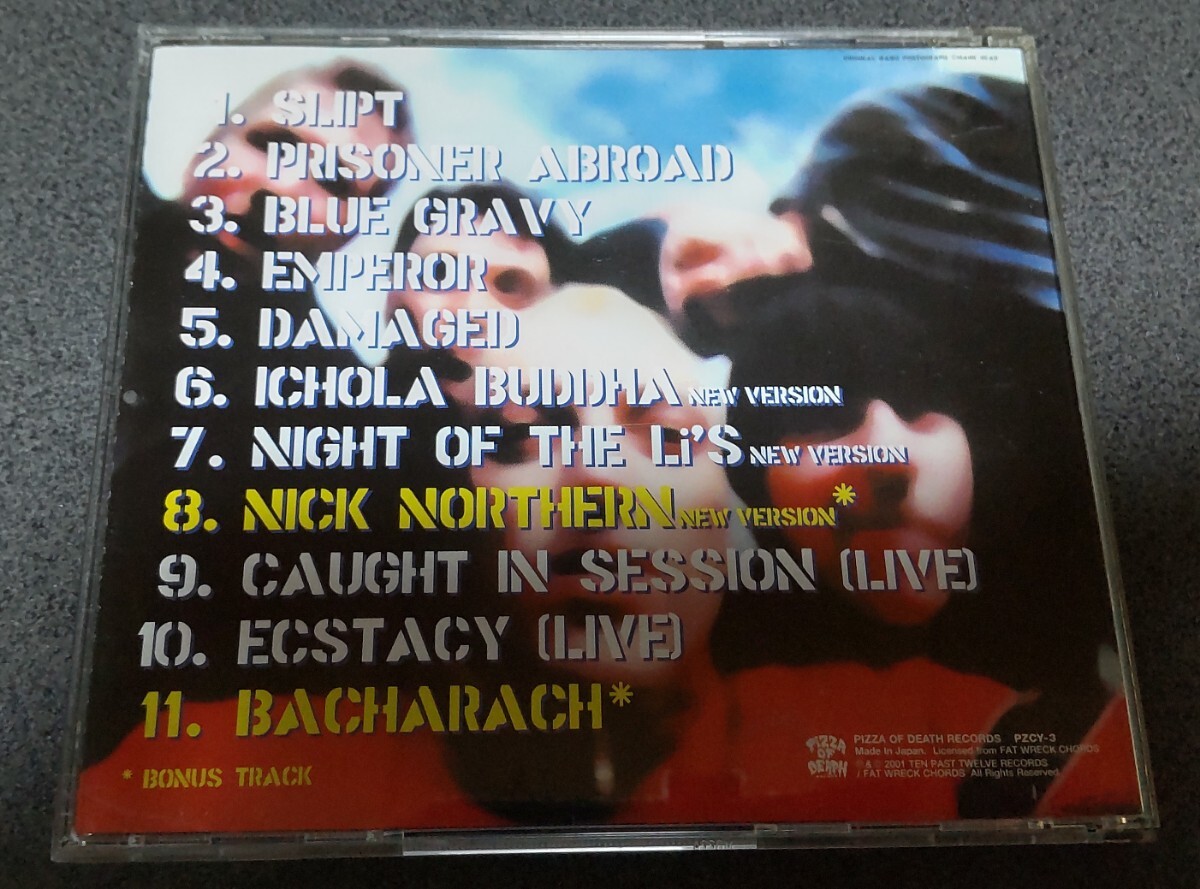 1. SLIPT
2. PRISONER ABROAD
3. BLUE GRAVY
4. EMPEROR
5. DAMAGED
6. ICHOLA BUDDHA NEW VERSION
7. NIGHT OF THE Li'S NEW VERSION
8. NICK NORTHERN NEW VERSION*
9. CAUGHT IN SESSION (LIVE)
10. ECSTACY (LIVE)
11. BACHARACH*
* BONUS TRACK
PIZZA OF DEATH
PIZZA OF DEATH RECORDS PZCY-3
Made in Japan. Licensed from FAT WRECK CHORDS
℗ & © 2001 TEN PAST TWELVE RECORDS
/ FAT WRECK CHORDS All Rights Reserved.